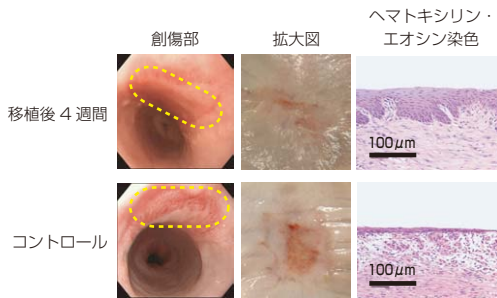 創傷部
拡大図
ヘマトキシリン・
エオシン染色
移植後 4 週間
100μm
コントロール
100μm